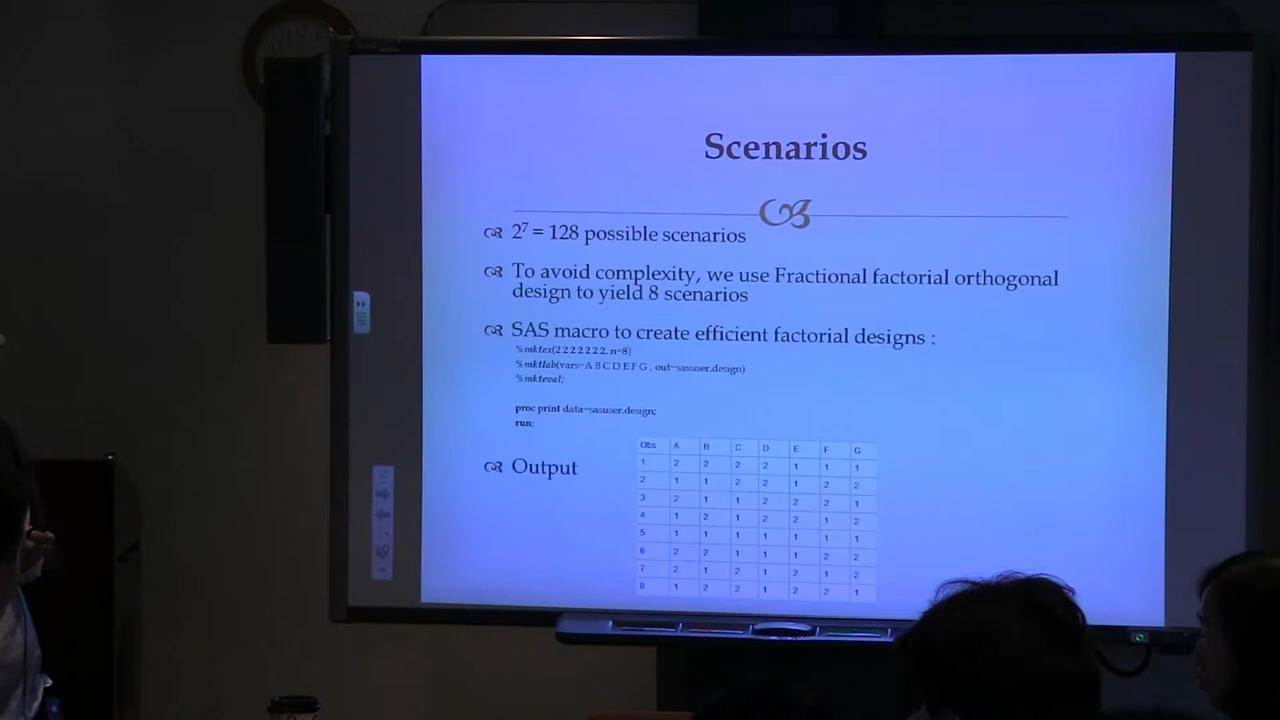 Scenarios
2⁷ = 128 possible scenarios
To avoid complexity, we use Fractional factorial orthogonal
design to yield 8 scenarios
SAS macro to create efficient factorial designs :
%mktex(2 2 2 2 2 2 2, n=8)
%mktlab(vars=A B C D E F G , out=sasuser.design)
%mkteval;
proc print data=sasuser.design;
run;
Output
Obs A B C D E F G
1 2 2 2 2 1 1 1
2 1 1 2 2 1 2 2
3 2 1 1 2 2 2 1
4 1 2 1 2 2 1 2
5 1 1 1 1 1 1 1
6 2 2 1 1 1 2 2
7 2 1 2 1 2 1 2
8 1 2 2 1 2 2 1